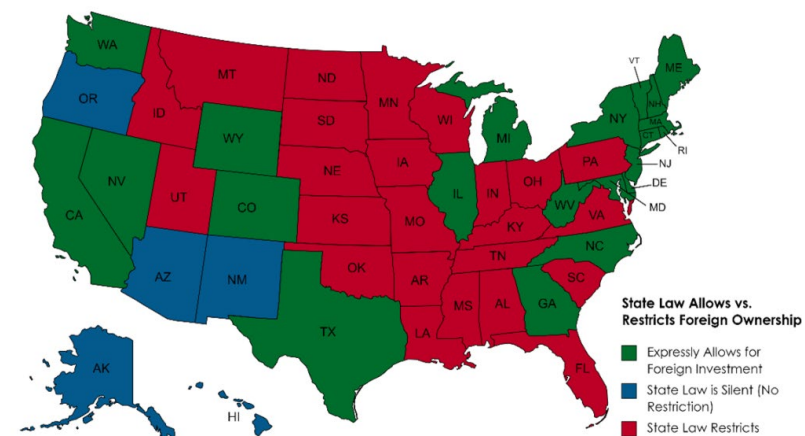 WA
MT
ND
MN
VT
ME
OR
ID
SD
WI
NY
NH
MA
CT
RI
WY
MI
NV
NE
IA
PA
NJ
DE
MD
CA
UT
CO
IL
IN
OH
WV
VA
KS
MO
KY
AZ
NM
OK
AR
TN
NC
SC
TX
LA
MS
AL
GA
FL
AK
HI
State Law Allows vs.
Restricts Foreign Ownership
Expressly Allows for
Foreign Investment
State Law is Silent (No
Restriction)
State Law Restricts